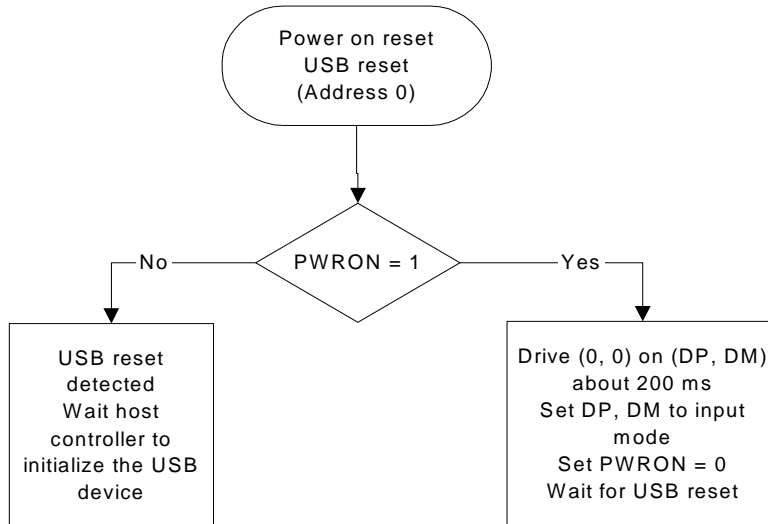 Power on reset
USB reset
(Address 0)
PWRON = 1
No
Yes
USB reset
detected
Wait host
controller to
initialize the USB
device
Drive (0, 0) on (DP, DM)
about 200 ms
Set DP, DM to input
mode
Set PWRON = 0
Wait for USB reset